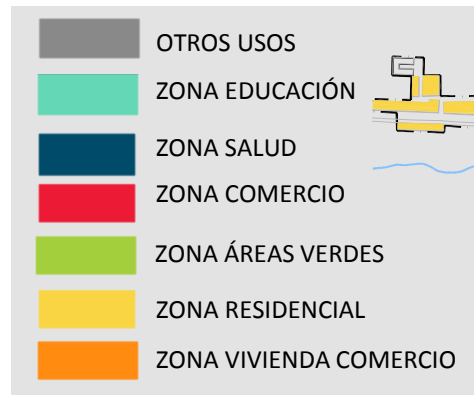 OTROS USOS
ZONA EDUCACIÓN
ZONA SALUD
ZONA COMERCIO
ZONA ÁREAS VERDES
ZONA RESIDENCIAL
ZONA VIVIENDA COMERCIO